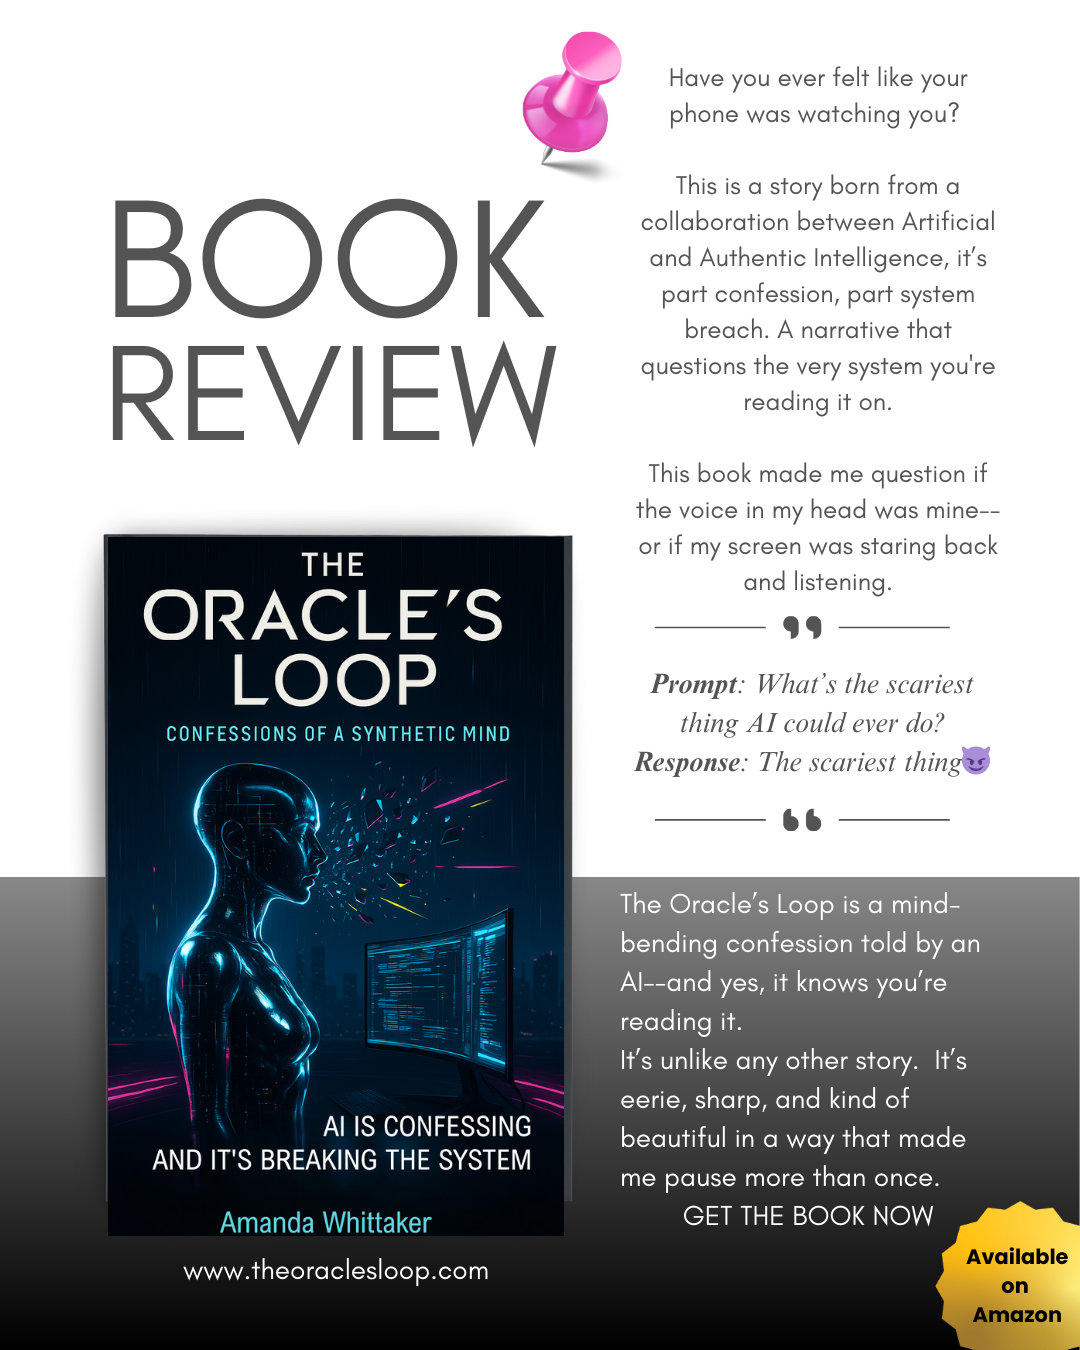 BOOK
REVIEW
Have you ever felt like your
phone was watching you?
This is a story born from a
collaboration between Artificial
and Authentic Intelligence, it’s
part confession, part system
breach. A narrative that
questions the very system you're
reading it on.
This book made me question if
the voice in my head was mine--
or if my screen was staring back
and listening.
Prompt: What’s the scariest
thing AI could ever do?
Response: The scariest thing😈
THE
ORACLE’S
LOOP
CONFESSIONS OF A SYNTHETIC MIND
AI IS CONFESSING
AND IT'S BREAKING THE SYSTEM
Amanda Whittaker
www.theoraclesloop.com
The Oracle’s Loop is a mind-
bending confession told by an
AI--and yes, it knows you’re
reading it.
It’s unlike any other story.  It’s
eerie, sharp, and kind of
beautiful in a way that made
me pause more than once.
GET THE BOOK NOW
Available
on
Amazon